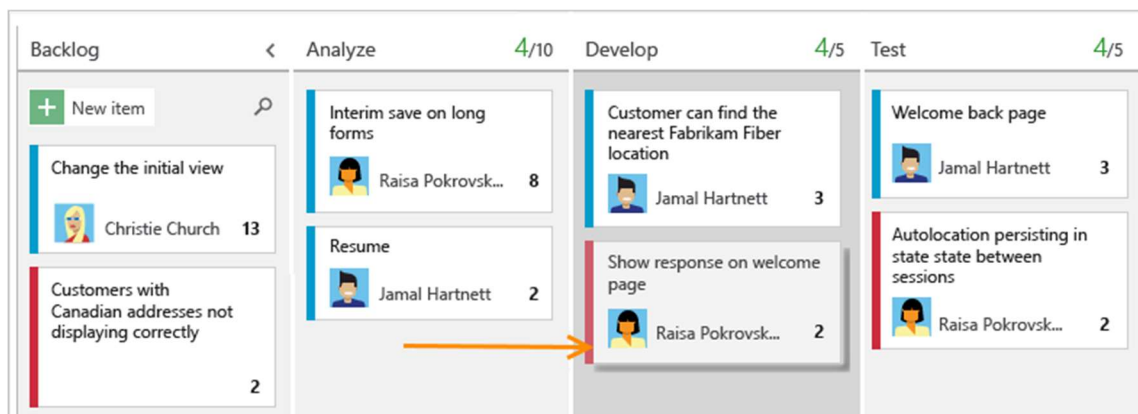 Backlog
New item
Change the initial view
Christie Church 13
Customers with
Canadian addresses not
displaying correctly
2
Analyze 4/10
Interim save on long
forms
Raisa Pokrovsk... 8
Resume
Jamal Hartnett 2
Develop 4/5
Customer can find the
nearest Fabrikam Fiber
location
Jamal Hartnett 3
Show response on welcome
page
Raisa Pokrovsk... 2
Test 4/5
Welcome back page
Jamal Hartnett 3
Autolocation persisting in
state state between
sessions
Raisa Pokrovsk... 2